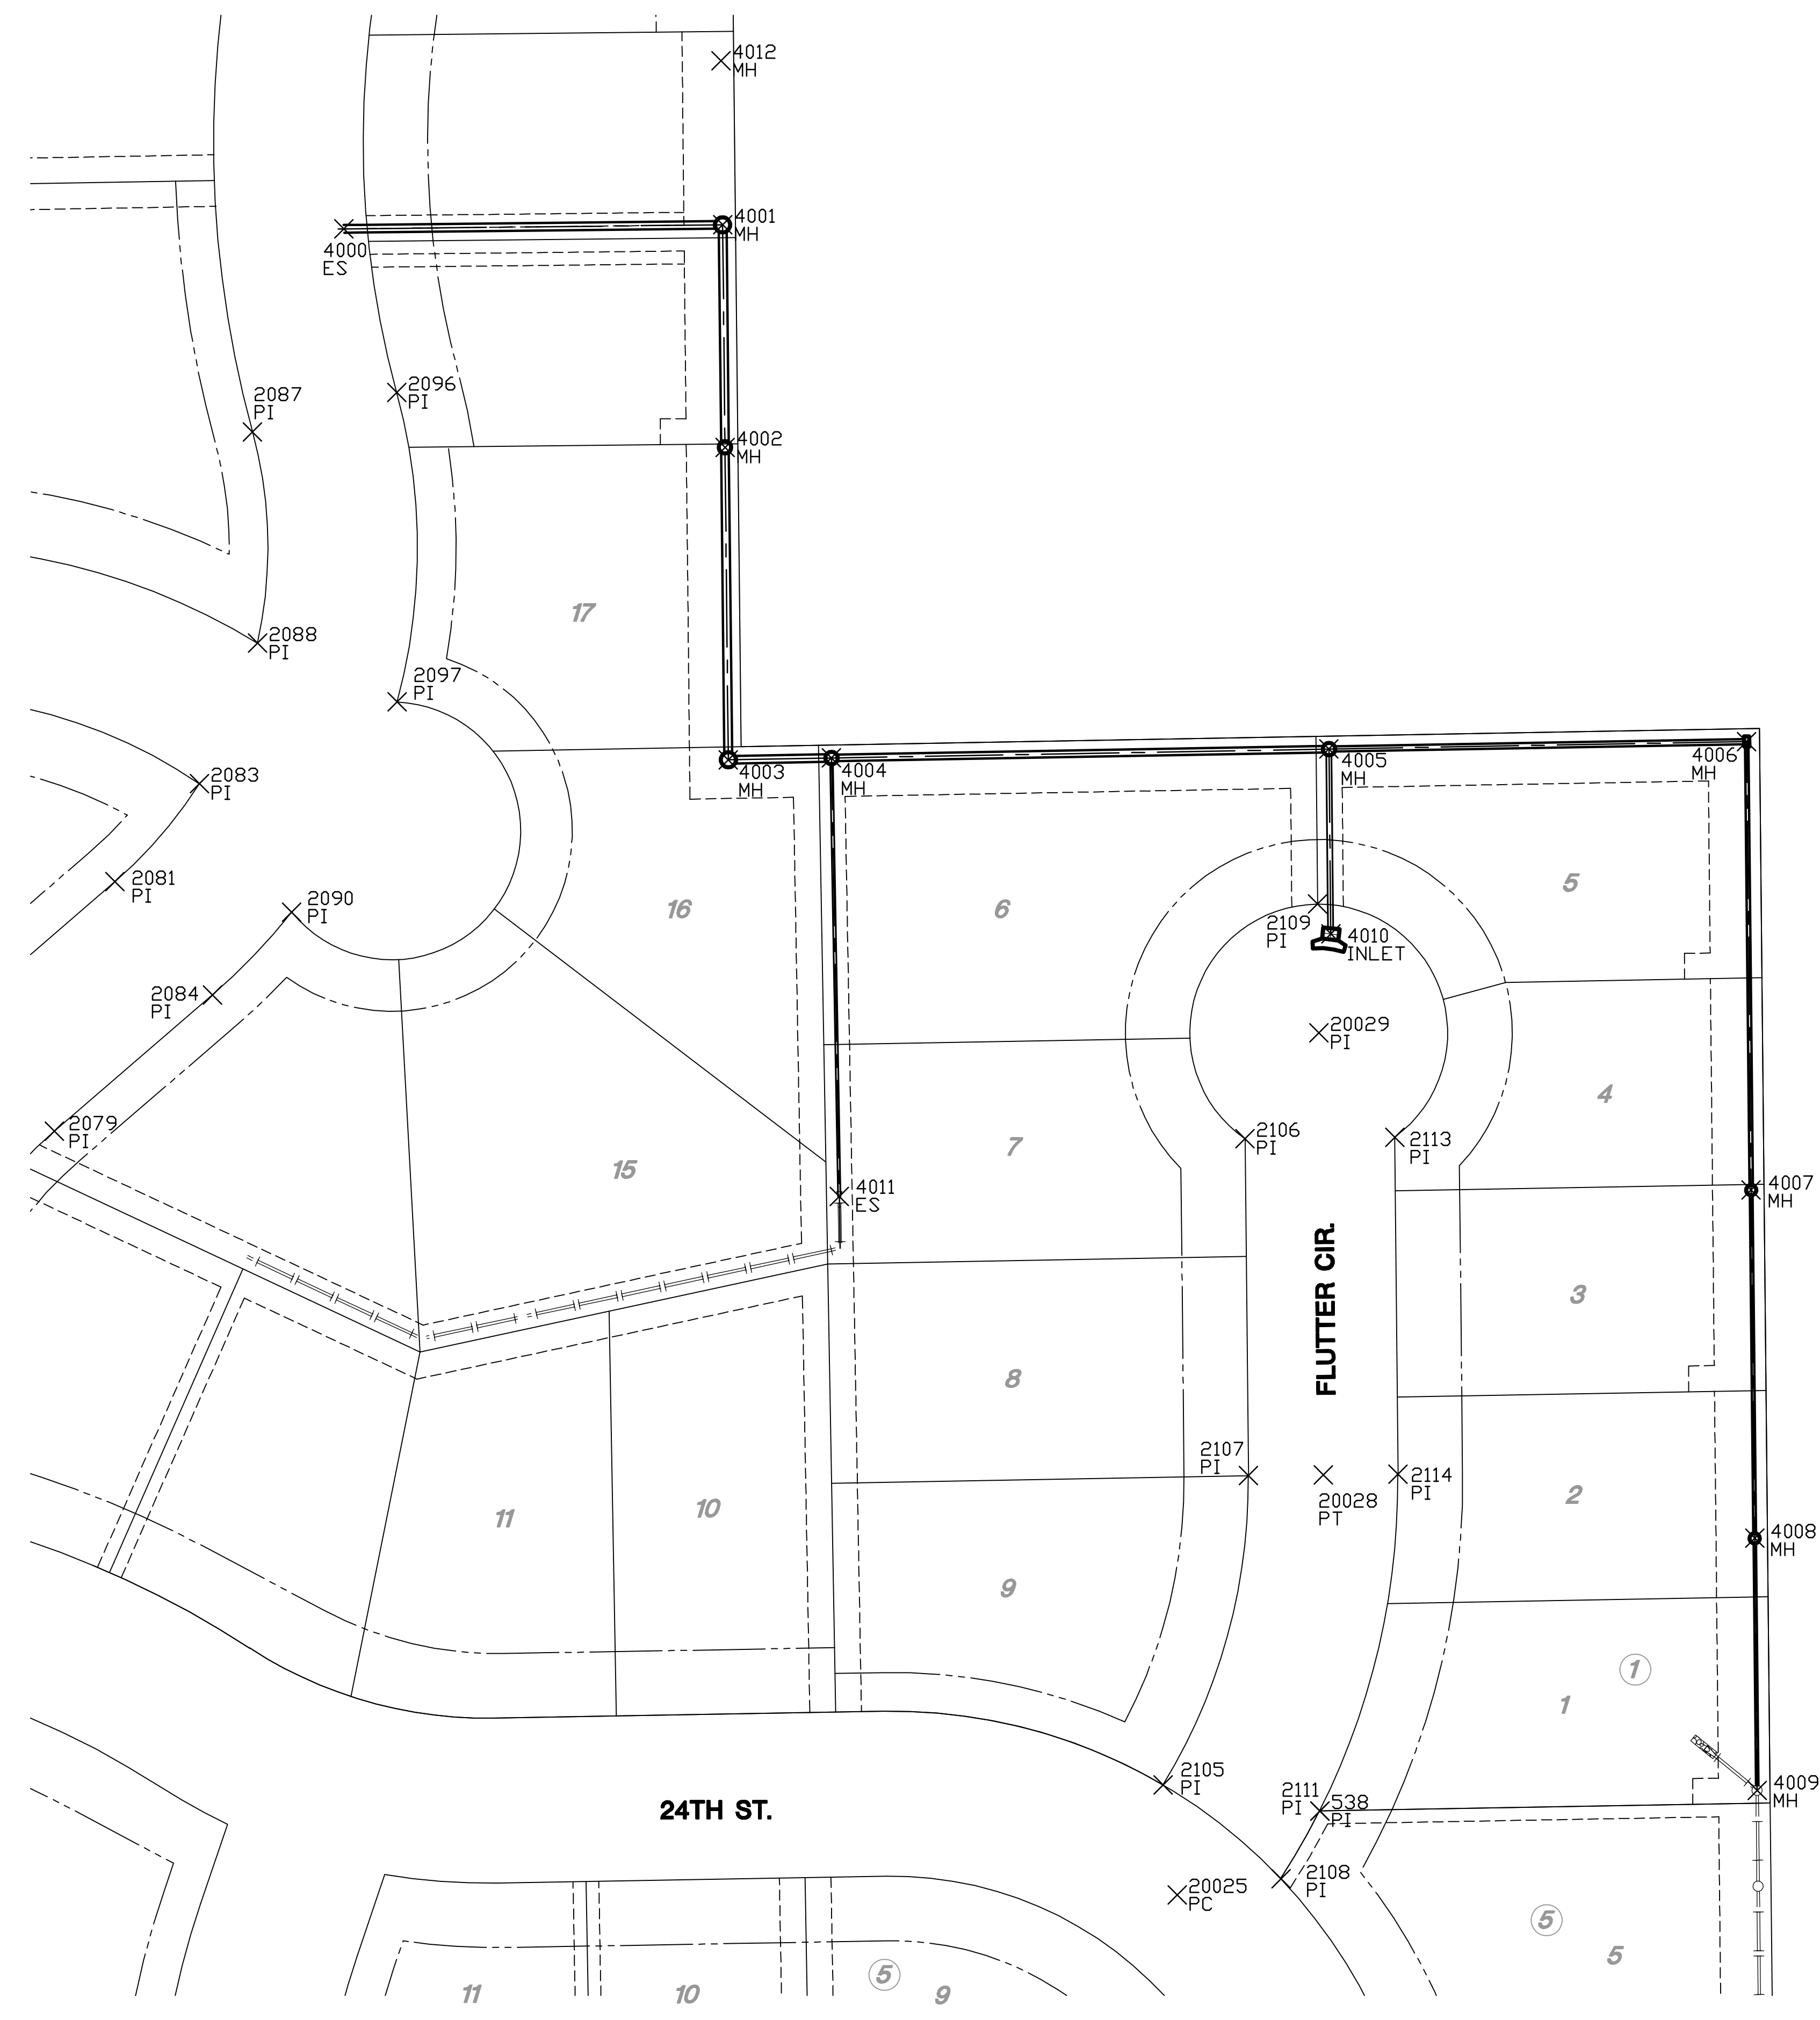 4012
MH
4001
MH
4000
ES
2087
PI
2096
PI
4002
MH
17
2088
PI
2097
PI
2083
PI
4003
MH
4004
MH
4005
MH
4006
MH
2081
PI
2090
PI
16
6
5
2109
PI
4010
INLET
2084
PI
20029
PI
4
2079
PI
15
7
2106
PI
2113
PI
4011
ES
4007
MH
FLUTTER CIR.
3
8
2107
PI
20028
PT
2114
PI
2
11
10
4008
MH
9
1
1
2105
PI
2111
PI
538
PI
4009
MH
24TH ST.
2108
PI
20025
PC
5
5
11
10
5
9